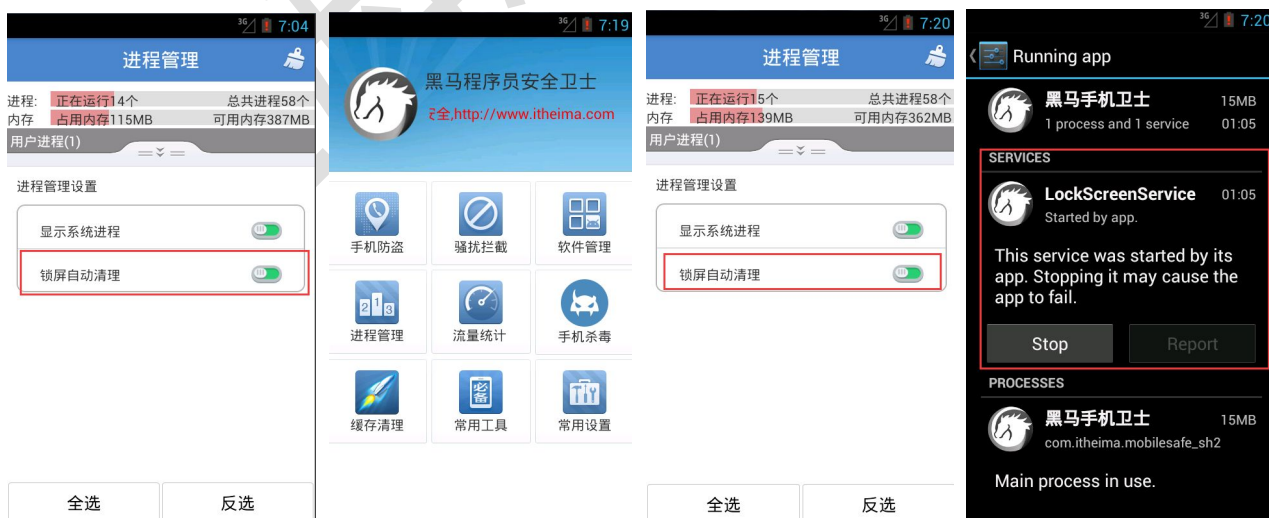 3G 7:04
进程管理
进程: 正在运行14个 总共进程58个
内存 占用内存115MB 可用内存387MB
用户进程(1)
进程管理设置
显示系统进程
锁屏自动清理
全选 反选
3G 7:19
黑马程序员安全卫士
安全,http://www.itheima.com
手机防盗 骚扰拦截 软件管理
2 1 3
进程管理 流量统计 手机杀毒
必备
缓存清理 常用工具 常用设置
3G 7:20
进程管理
进程: 正在运行15个 总共进程58个
内存 占用内存139MB 可用内存362MB
用户进程(1)
进程管理设置
显示系统进程
锁屏自动清理
全选 反选
3G 7:20
Running app
黑马手机卫士 15MB
1 process and 1 service 01:05
SERVICES
LockScreenService 01:05
Started by app.
This service was started by its
app. Stopping it may cause the
app to fail.
Stop Report
PROCESSES
黑马手机卫士 15MB
com.itheima.mobilesafe_sh2
Main process in use.